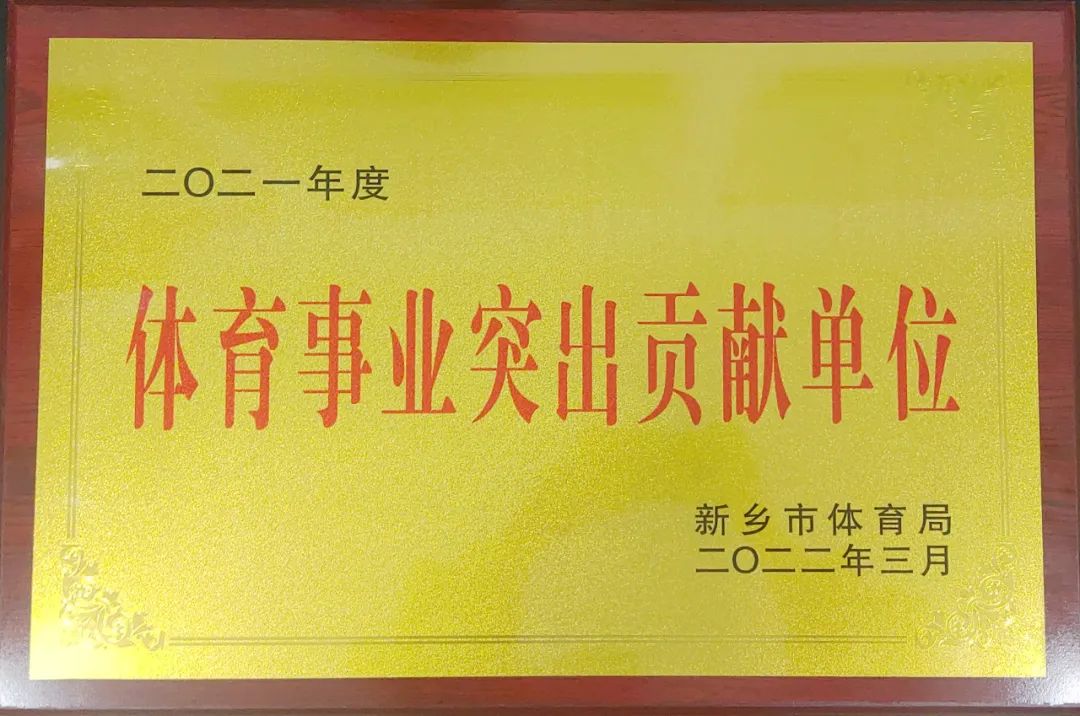 二〇二一年度
体育事业突出贡献单位
新乡市体育局
二〇二二年三月